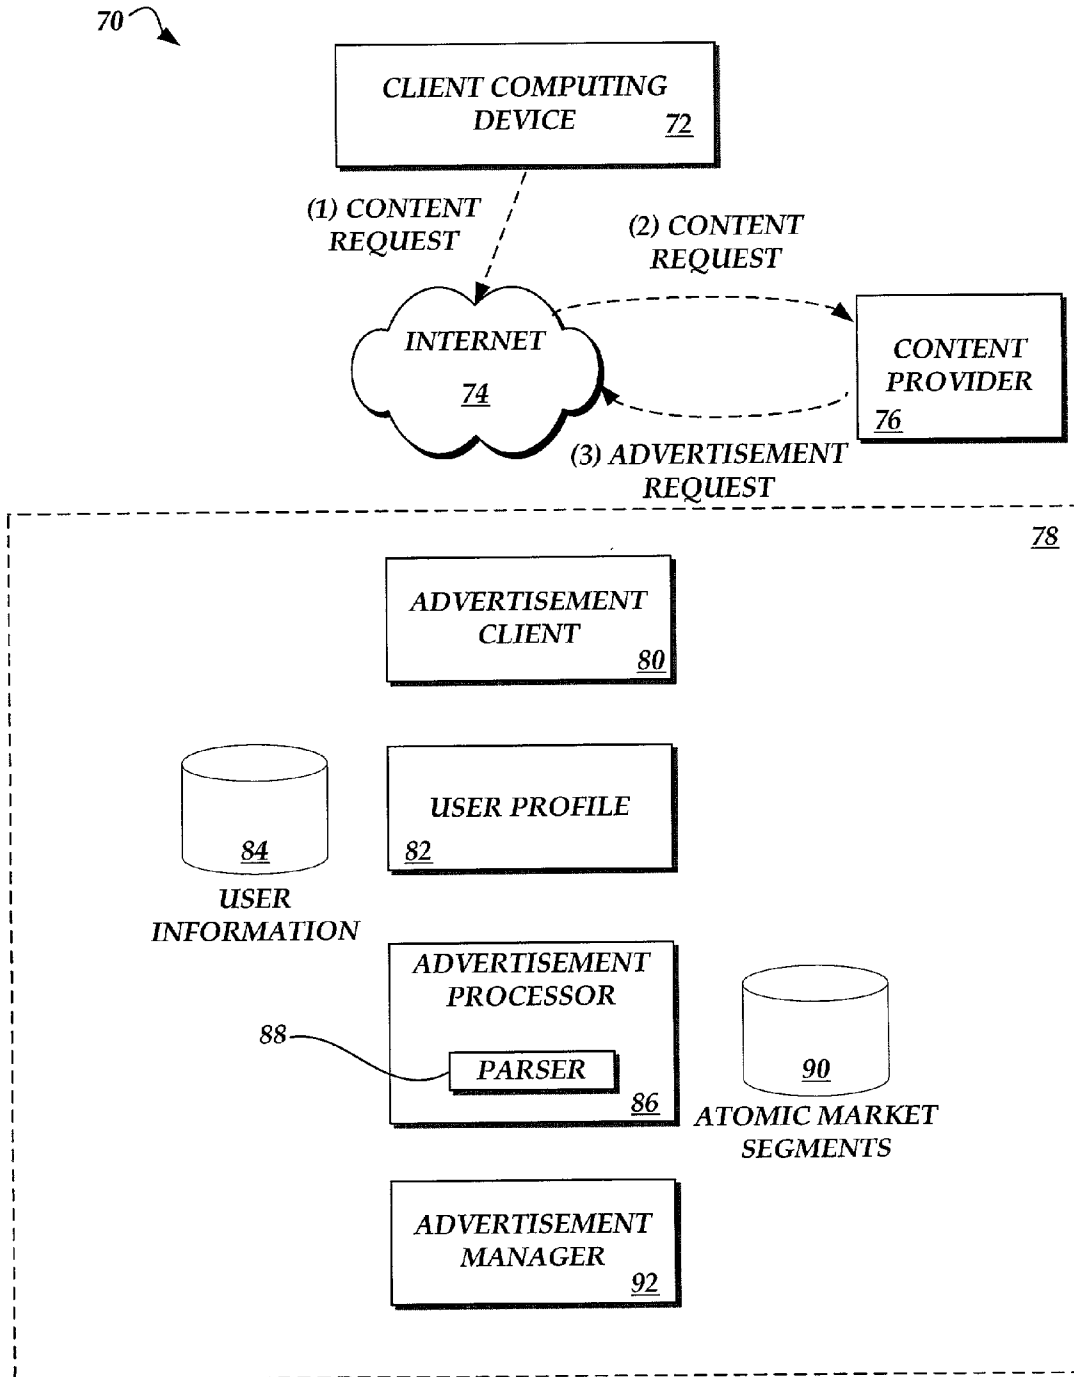 70
CLIENT COMPUTING
DEVICE
72
(1) CONTENT
REQUEST
(2) CONTENT
REQUEST
INTERNET
74
CONTENT
PROVIDER
76
(3) ADVERTISEMENT
REQUEST
78
ADVERTISEMENT
CLIENT
80
USER PROFILE
82
84
USER
INFORMATION
ADVERTISEMENT
PROCESSOR
88
PARSER
86
90
ATOMIC MARKET
SEGMENTS
ADVERTISEMENT
MANAGER
92